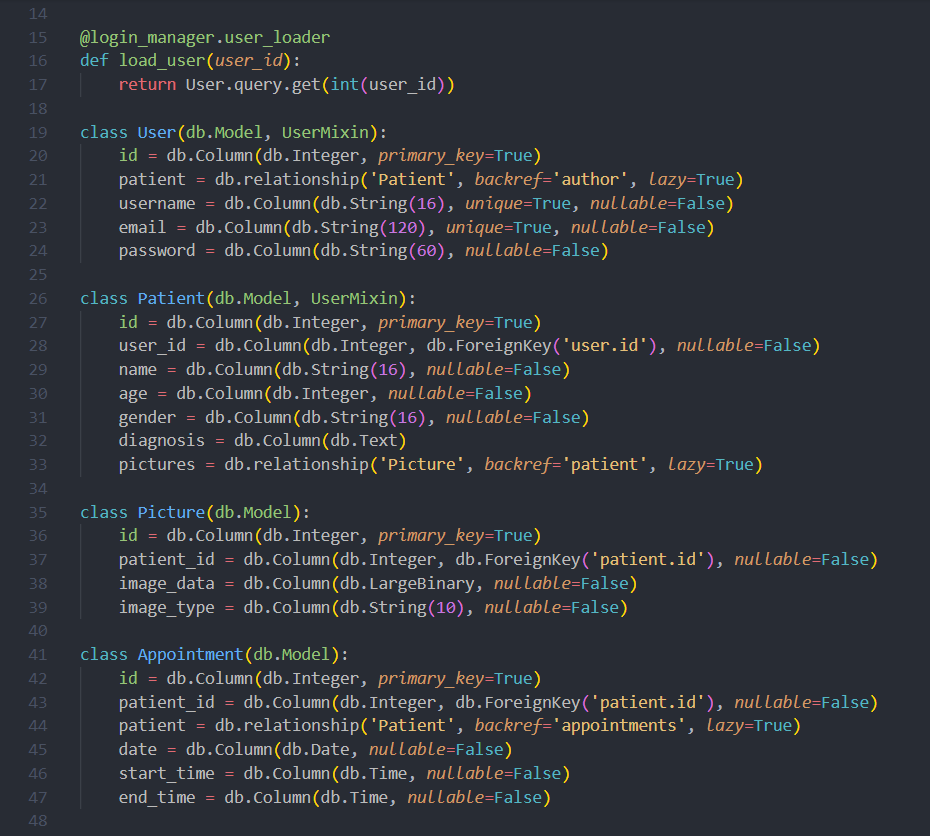 14
15 @login_manager.user_loader
16 def load_user(user_id):
17     return User.query.get(int(user_id))
18
19 class User(db.Model, UserMixin):
20     id = db.Column(db.Integer, primary_key=True)
21     patient = db.relationship('Patient', backref='author', lazy=True)
22     username = db.Column(db.String(16), unique=True, nullable=False)
23     email = db.Column(db.String(120), unique=True, nullable=False)
24     password = db.Column(db.String(60), nullable=False)
25
26 class Patient(db.Model, UserMixin):
27     id = db.Column(db.Integer, primary_key=True)
28     user_id = db.Column(db.Integer, db.ForeignKey('user.id'), nullable=False)
29     name = db.Column(db.String(16), nullable=False)
30     age = db.Column(db.Integer, nullable=False)
31     gender = db.Column(db.String(16), nullable=False)
32     diagnosis = db.Column(db.Text)
33     pictures = db.relationship('Picture', backref='patient', lazy=True)
34
35 class Picture(db.Model):
36     id = db.Column(db.Integer, primary_key=True)
37     patient_id = db.Column(db.Integer, db.ForeignKey('patient.id'), nullable=False)
38     image_data = db.Column(db.LargeBinary, nullable=False)
39     image_type = db.Column(db.String(10), nullable=False)
40
41 class Appointment(db.Model):
42     id = db.Column(db.Integer, primary_key=True)
43     patient_id = db.Column(db.Integer, db.ForeignKey('patient.id'), nullable=False)
44     patient = db.relationship('Patient', backref='appointments', lazy=True)
45     date = db.Column(db.Date, nullable=False)
46     start_time = db.Column(db.Time, nullable=False)
47     end_time = db.Column(db.Time, nullable=False)
48